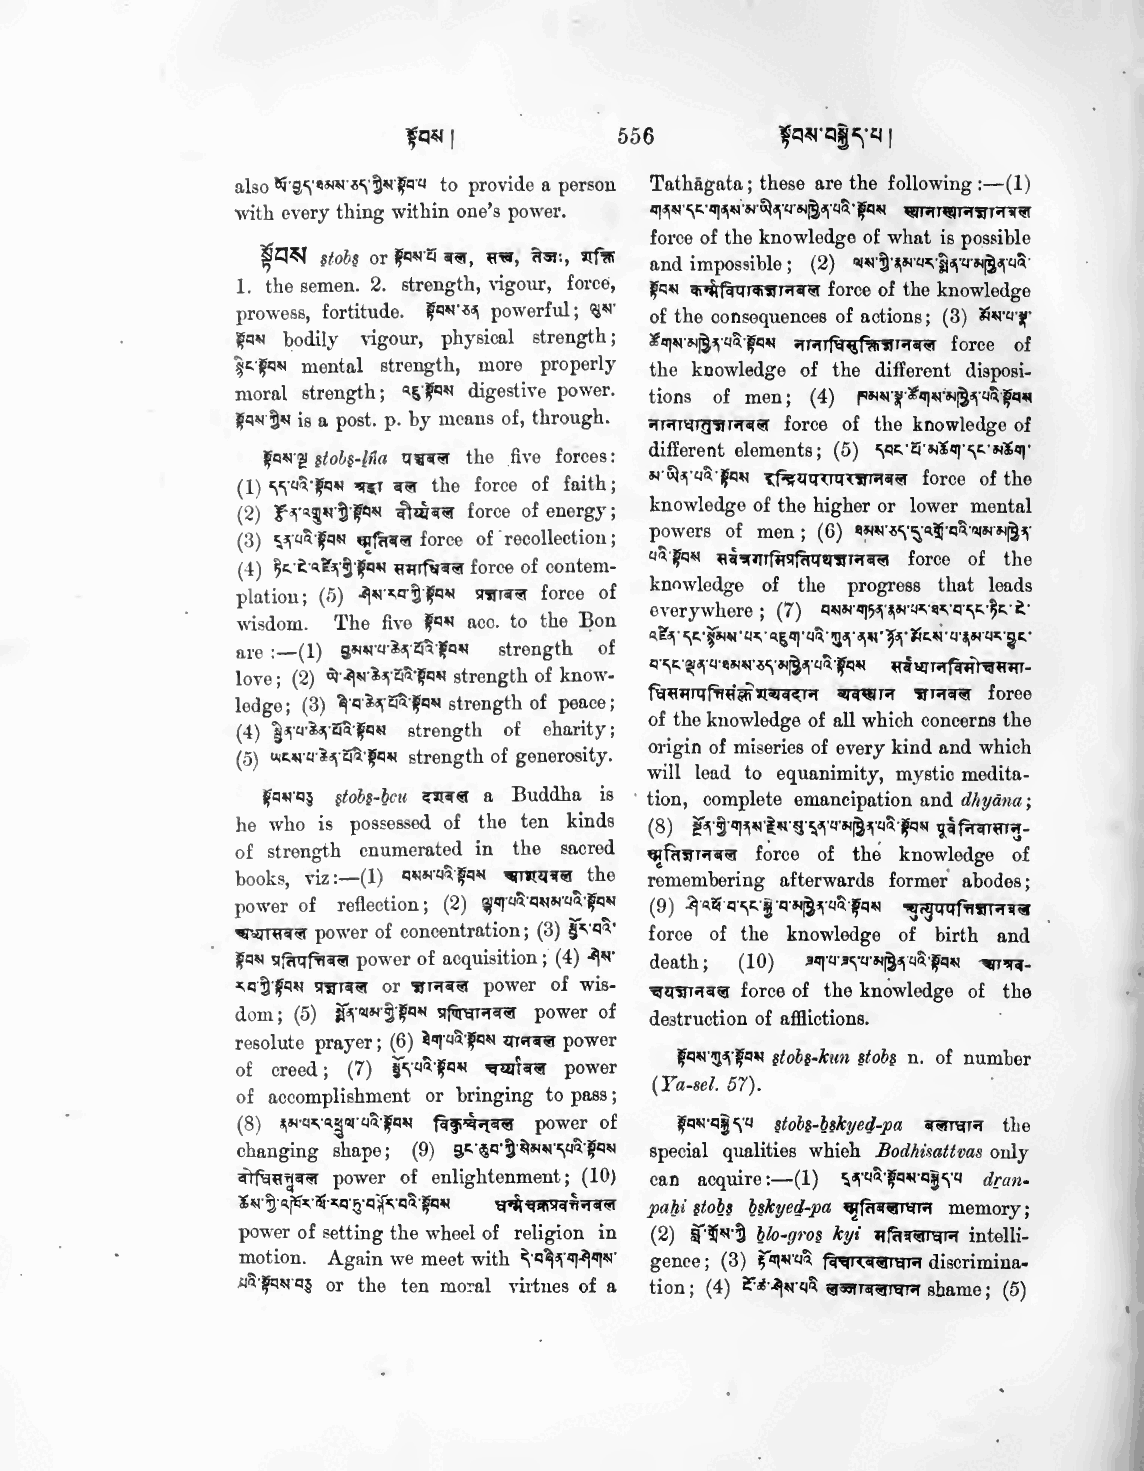 སྟོབས། 556 སྟོབས་བསྐྱེད་པ།
also ཨོ་བྱད་ཐམས་ཅད་ཀྱིས་སྟོབ་པ to provide a person
with every thing within one's power.
སྟོབས stobs or སྟོབས་པོ बल, सत्त्व, तेजः, शक्ति
1. the semen. 2. strength, vigour, force,
prowess, fortitude. སྟོབས་ཅན powerful; ལུས་
སྟོབས bodily vigour, physical strength;
སྙིང་སྟོབས mental strength, more properly
moral strength; འཇུ་སྟོབས digestive power.
སྟོབས་ཀྱིས is a post. p. by means of, through.
སྟོབས་ལྔ stobs-lṅa पञ्चबल the five forces:
(1) དད་པའི་སྟོབས श्रद्धा बल the force of faith;
(2) བརྩོན་འགྲུས་ཀྱི་སྟོབས वीर्य्यबल force of energy;
(3) དྲན་པའི་སྟོབས स्मृतिबल force of recollection;
(4) ཏིང་ངེ་འཛིན་གྱི་སྟོབས समाधिबल force of contem-
plation; (5) ཤེས་རབ་ཀྱི་སྟོབས प्रज्ञाबल force of
wisdom. The five སྟོབས acc. to the Bon
are :—(1) བྱམས་པ་ཆེན་པོའི་སྟོབས strength of
love; (2) ཡེ་ཤེས་ཆེན་པོའི་སྟོབས strength of know-
ledge; (3) ཞི་བ་ཆེན་པོའི་སྟོབས strength of peace;
(4) སྦྱིན་པ་ཆེན་པོའི་སྟོབས strength of charity;
(5) ཡངས་པ་ཆེན་པོའི་སྟོབས strength of generosity.
སྟོབས་བཅུ stobs-bcu दशबल a Buddha is
he who is possessed of the ten kinds
of strength enumerated in the sacred
books, viz:—(1) བསམ་པའི་སྟོབས आशयबल the
power of reflection; (2) ལྷག་པའི་བསམ་པའི་སྟོབས
अध्यासबल power of concentration; (3) སྦྱོར་བའི་
སྟོབས प्रतिपत्तिबल power of acquisition; (4) ཤེས་
རབ་ཀྱི་སྟོབས प्रज्ञाबल or ज्ञानबल power of wis-
dom; (5) སྨོན་ལམ་གྱི་སྟོབས प्रणिधानबल power of
resolute prayer; (6) ཐེག་པའི་སྟོབས यानबल power
of creed; (7) སྤྱོད་པའི་སྟོབས चर्य्याबल power
of accomplishment or bringing to pass;
(8) རྣམ་པར་འཕྲུལ་པའི་སྟོབས विकुर्व्वन्बल power of
changing shape; (9) བྱང་ཆུབ་ཀྱི་སེམས་དཔའི་སྟོབས
बोधिसत्त्वबल power of enlightenment; (10)
ཆོས་ཀྱི་འཁོར་ལོ་རབ་ཏུ་བསྐོར་བའི་སྟོབས धर्म्मचक्रप्रवर्त्तनबल
power of setting the wheel of religion in
motion. Again we meet with དེ་བཞིན་གཤེགས་
པའི་སྟོབས་བཅུ or the ten moral virtues of a
Tathāgata; these are the following :—(1)
གནས་དང་གནས་མ་ཡིན་པ་མཁྱེན་པའི་སྟོབས स्थानास्थानज्ञानबल
force of the knowledge of what is possible
and impossible; (2) ལས་ཀྱི་རྣམ་པར་སྨིན་པ་མཁྱེན་པའི་
སྟོབས कर्म्मविपाकज्ञानबल force of the knowledge
of the consequences of actions; (3) མོས་པ་སྣ་
ཚོགས་མཁྱེན་པའི་སྟོབས नानाधिमुक्तिज्ञानबल force of
the knowledge of the different disposi-
tions of men; (4) ཁམས་སྣ་ཚོགས་མཁྱེན་པའི་སྟོབས
नानाधातुज्ञानबल force of the knowledge of
different elements; (5) དབང་པོ་མཆོག་དང་མཆོག་
མ་ཡིན་པའི་སྟོབས इन्द्रियपरापरज्ञानबल force of the
knowledge of the higher or lower mental
powers of men; (6) ཐམས་ཅད་དུ་འགྲོ་བའི་ལམ་མཁྱེན་
པའི་སྟོབས सर्वत्रगामिप्रतिपथज्ञानबल force of the
knowledge of the progress that leads
everywhere; (7) བསམ་གཏན་རྣམ་པར་ཐར་བ་དང་ཏིང་ངེ་
འཛིན་དང་སྙོམས་པར་འཇུག་པའི་ཀུན་ནས་ཉོན་མོངས་པ་རྣམ་པར་བྱང་
བ་དང་ལྡན་པ་ཐམས་ཅད་མཁྱེན་པའི་སྟོབས सर्वध्यानविमोचसमा-
धिसमापत्तिसंक्लेशव्यवदान व्यवस्थान ज्ञानबल force
of the knowledge of all which concerns the
origin of miseries of every kind and which
will lead to equanimity, mystic medita-
tion, complete emancipation and dhyāna;
(8) སྔོན་གྱི་གནས་རྗེས་སུ་དྲན་པ་མཁྱེན་པའི་སྟོབས पूर्वनिवासानु-
स्मृतिज्ञानबल force of the knowledge of
remembering afterwards former abodes;
(9) ཤི་འཕོ་བ་དང་སྐྱེ་བ་མཁྱེན་པའི་སྟོབས च्युत्युपपत्तिज्ञानबल
force of the knowledge of birth and
death; (10) ཟག་པ་ཟད་པ་མཁྱེན་པའི་སྟོབས आश्रव-
क्षयज्ञानबल force of the knowledge of the
destruction of afflictions.
སྟོབས་ཀུན་སྟོབས stobs-kun stobs n. of number
(Ya-sel. 57).
སྟོབས་བསྐྱེད་པ stobs-bskyed-pa बलाधान the
special qualities which Bodhisattvas only
can acquire:—(1) དྲན་པའི་སྟོབས་བསྐྱེད་པ dran-
paḥi stobs bskyed-pa स्मृतिबलाधान memory;
(2) བློ་གྲོས་ཀྱི blo-gros kyi मतिबलाधान intelli-
gence; (3) རྟོགས་པའི विचारबलाधान discrimina-
tion; (4) ངོ་ཚ་ཤེས་པའི लज्जाबलाधान shame; (5)